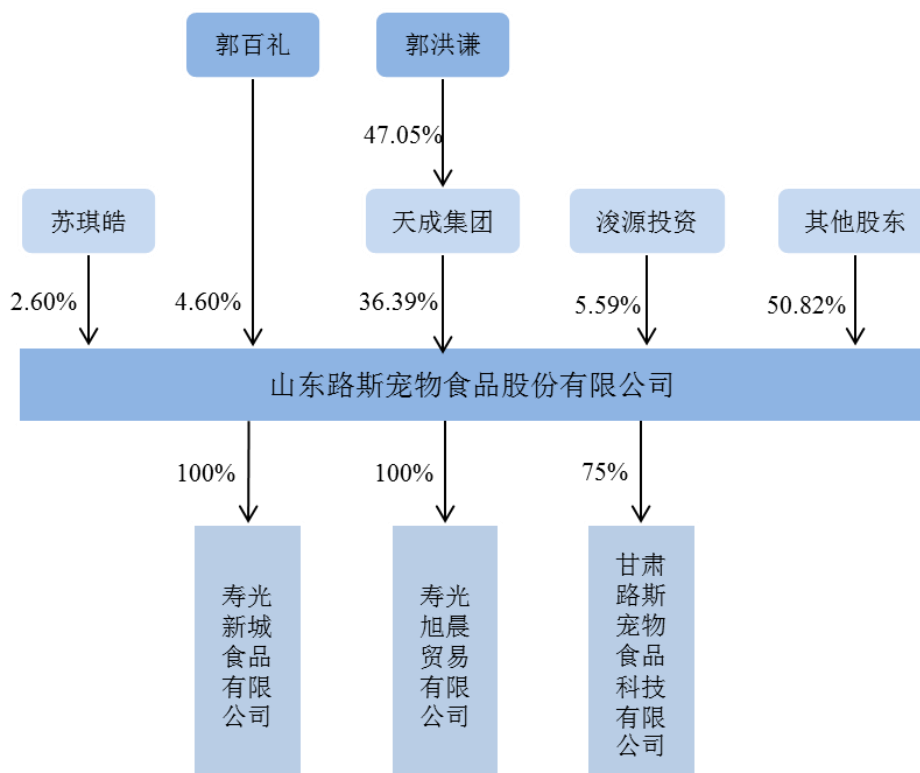 郭百礼
郭洪谦
47.05%
苏琪皓
天成集团
浚源投资
其他股东
2.60%
4.60%
36.39%
5.59%
50.82%
山东路斯宠物食品股份有限公司
100%
100%
75%
寿光
新城
食品
有限
公司
寿光
旭晨
贸易
有限
公司
甘肃
路斯
宠物
食品
科技
有限
公司